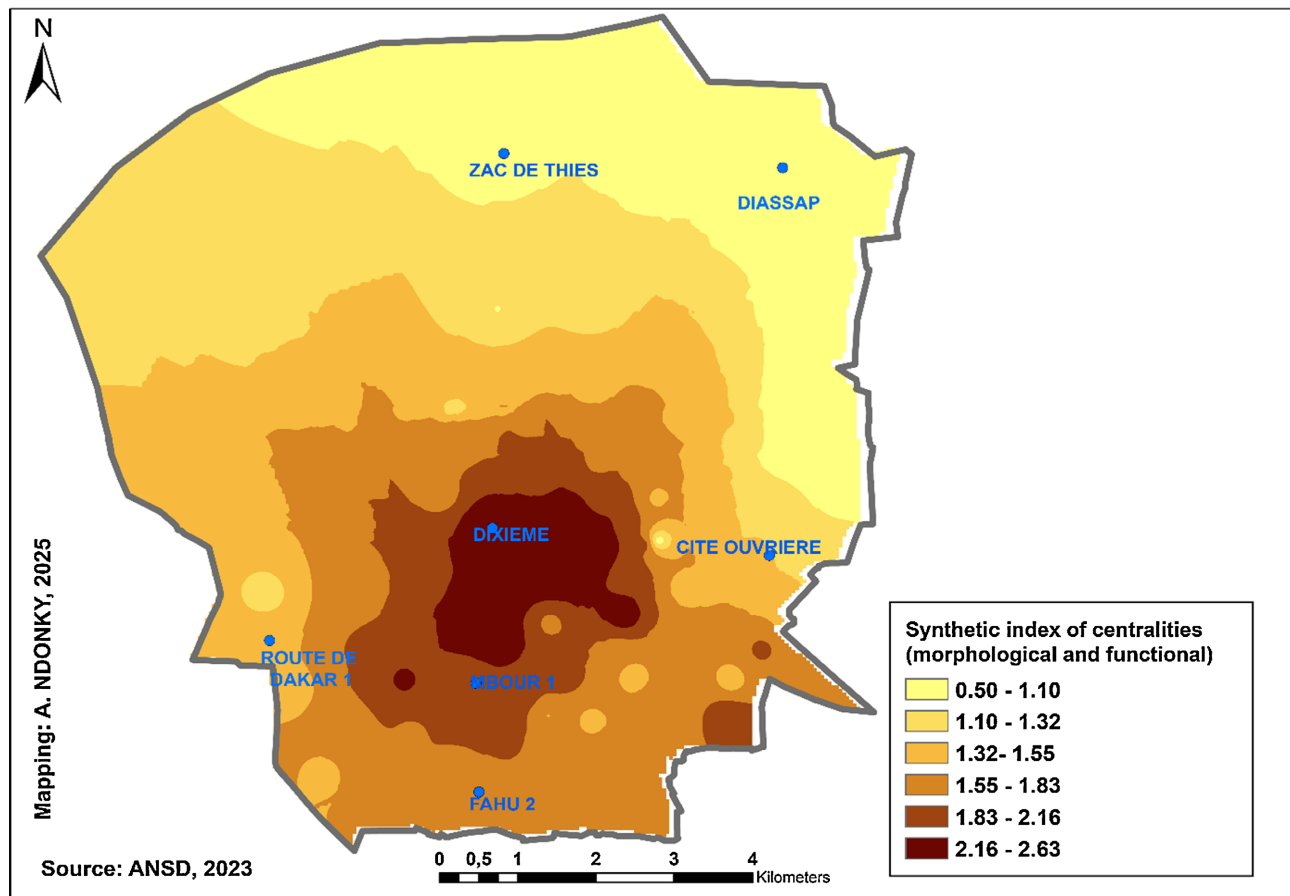 N
ZAC DE THIES
DIASSAP
DIXIEME
CITE OUVRIERE
ROUTE DE
DAKAR 1
MBOUR 1
FAHU 2
Mapping: A. NDONKY, 2025
Source: ANSD, 2023
0 0,5 1 2 3 4
Kilometers
Synthetic index of centralities
(morphological and functional)
0.50 - 1.10
1.10 - 1.32
1.32- 1.55
1.55 - 1.83
1.83 - 2.16
2.16 - 2.63